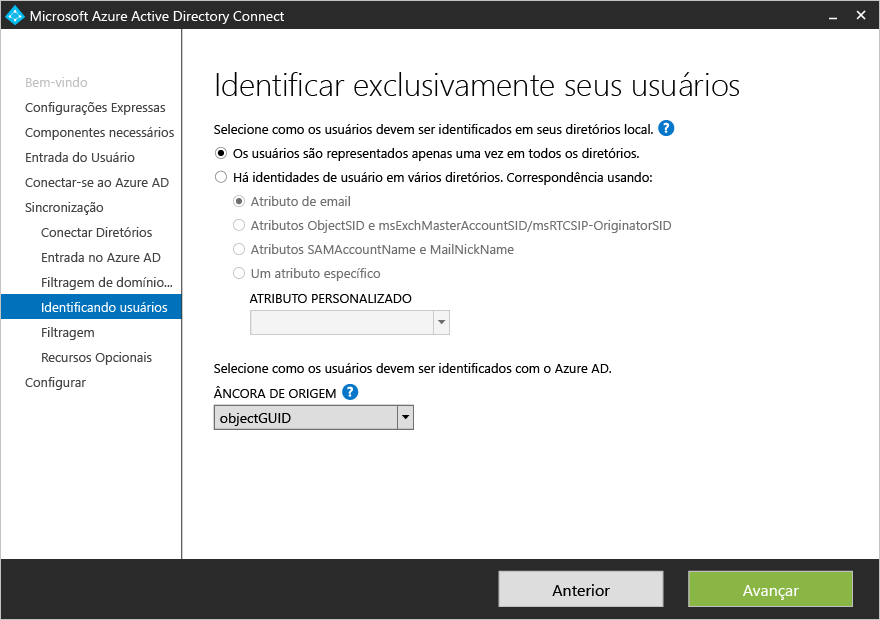 Microsoft Azure Active Directory Connect
Bem-vindo
Configurações Expressas
Componentes necessários
Entrada do Usuário
Conectar-se ao Azure AD
Sincronização
Conectar Diretórios
Entrada no Azure AD
Filtragem de domínio...
Identificando usuários
Filtragem
Recursos Opcionais
Configurar
Identificar exclusivamente seus usuários
Selecione como os usuários devem ser identificados em seus diretórios local. ?
Os usuários são representados apenas uma vez em todos os diretórios.
Há identidades de usuário em vários diretórios. Correspondência usando:
Atributo de email
Atributos ObjectSID e msExchMasterAccountSID/msRTCSIP-OriginatorSID
Atributos SAMAccountName e MailNickName
Um atributo específico
ATRIBUTO PERSONALIZADO
Selecione como os usuários devem ser identificados com o Azure AD.
ÂNCORA DE ORIGEM ?
objectGUID
Anterior
Avançar